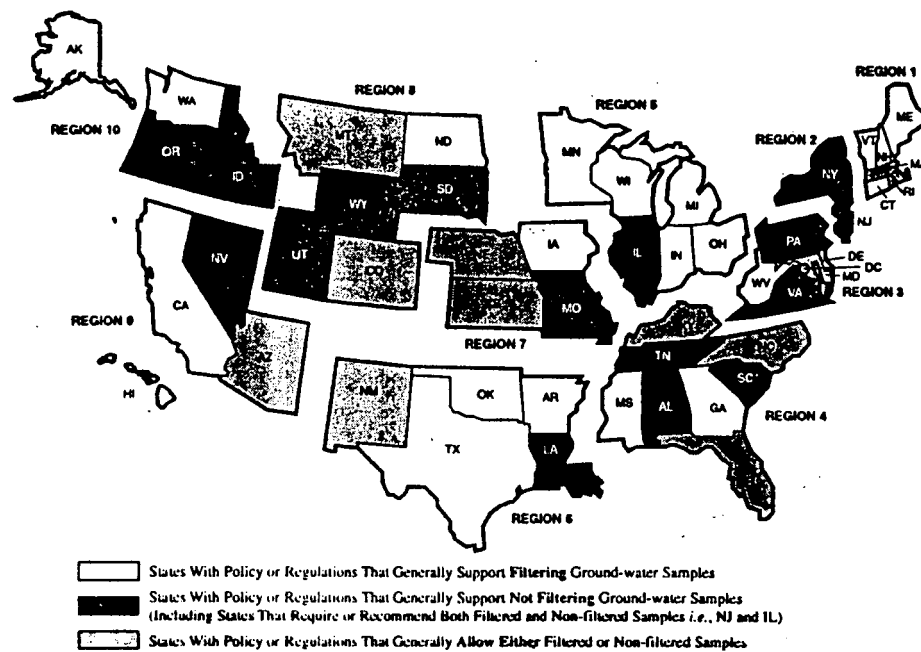 AK
REGION 1
REGION 8
WA
ME
REGION 5
REGION 10
ND
REGION 2
VT
MT
MN
NH
OR
MA
NY
ID
WI
SD
RI
WY
MI
CT
NJ
IA
PA
OH
NV
UT
IL
IN
DE
CO
DC
WV
MD
CA
VA
REGION 3
MO
REGION 9
REGION 7
TN
NC
HI
SC
OK
AR
NM
MS
AL
GA
REGION 4
LA
TX
REGION 6
States With Policy or Regulations That Generally Support Filtering Ground-water Samples
States With Policy or Regulations That Generally Support Not Filtering Ground-water Samples
(Including States That Require or Recommend Both Filtered and Non-filtered Samples i.e., NJ and IL)
States With Policy or Regulations That Generally Allow Either Filtered or Non-filtered Samples